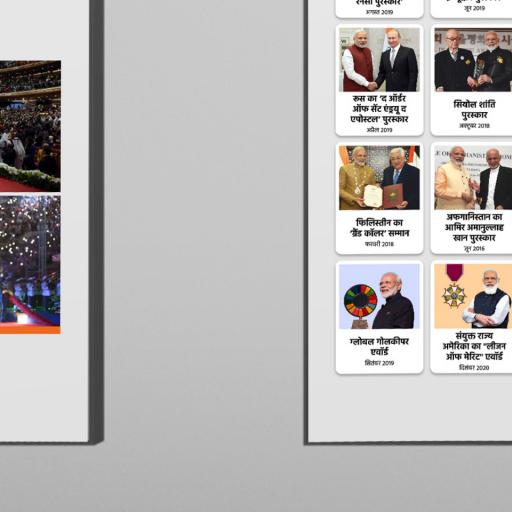 पुरस्कार'
अगस्त 2019
जून 2019
रूस का 'द ऑर्डर
ऑफ सेंट एंड्रयू द
एपोस्टल' पुरस्कार
अप्रैल 2019
सियोल शांति
पुरस्कार
अक्टूबर 2018
फिलिस्तीन का
'ग्रैंड कॉलर' सम्मान
फरवरी 2018
अफगानिस्तान का
आमिर अमानुल्लाह
खान पुरस्कार
जून 2016
ग्लोबल गोलकीपर
एवॉर्ड
सितंबर 2019
संयुक्त राज्य
अमेरिका का "लीजन
ऑफ मेरिट" एवॉर्ड
दिसंबर 2020